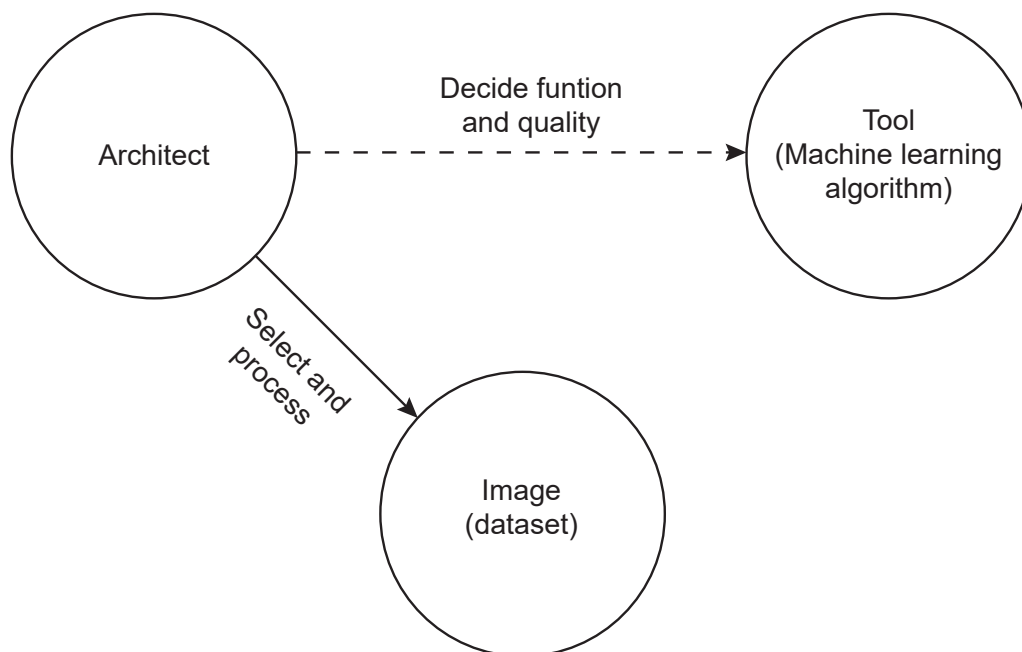 Architect
Decide funtion
and quality
Tool
(Machine learning
algorithm)
Select and
process
Image
(dataset)